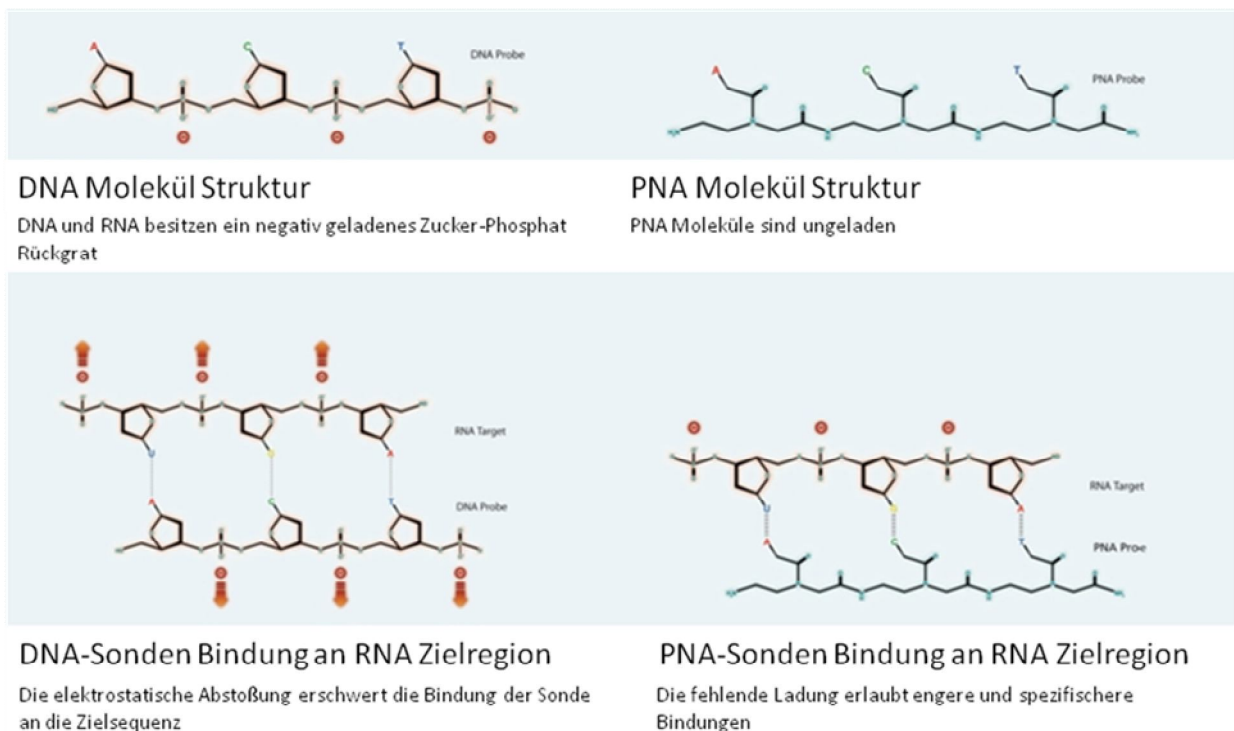 A
C
T
DNA Probe
A
C
T
PNA Probe
DNA Molekül Struktur
DNA und RNA besitzen ein negativ geladenes Zucker-Phosphat
Rückgrat
PNA Molekül Struktur
PNA Moleküle sind ungeladen
RNA Target
U
G
A
A
C
T
DNA Probe
RNA Target
U
G
A
A
C
T
PNA Proe
DNA-Sonden Bindung an RNA Zielregion
Die elektrostatische Abstoßung erschwert die Bindung der Sonde
an die Zielsequenz
PNA-Sonden Bindung an RNA Zielregion
Die fehlende Ladung erlaubt engere und spezifischere
Bindungen